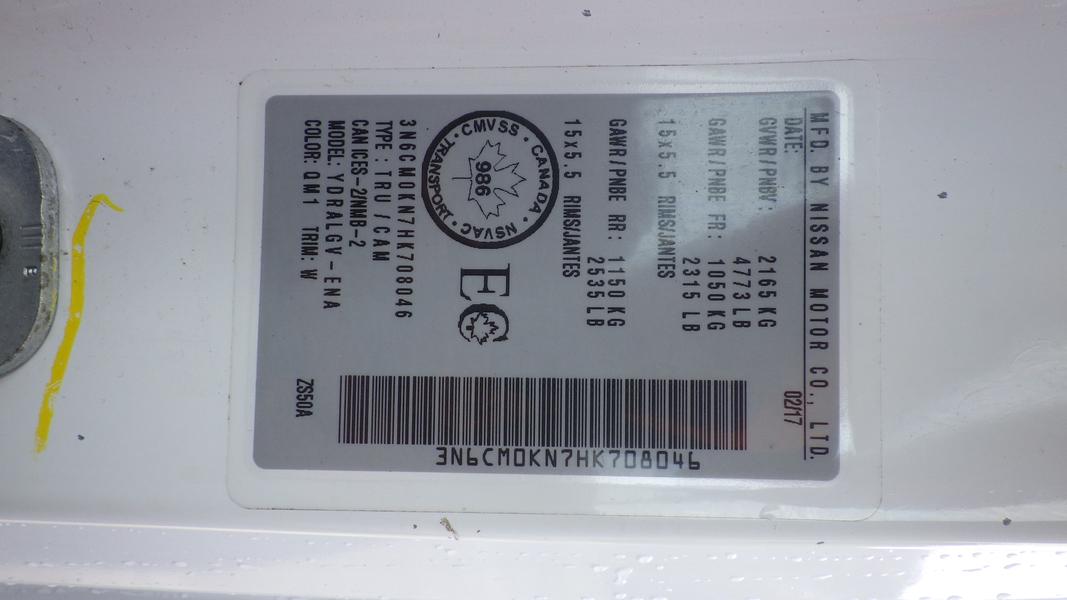 MFD. BY NISSAN MOTOR CO., LTD.
DATE: 02/17
GVWR/PNBV: 2165 KG
4773 LB
GAWR/PNBE FR: 1050 KG
2315 LB
15x5.5 RIMS/JANTES
GAWR/PNBE RR: 1150 KG
2535 LB
15x5.5 RIMS/JANTES
CMVSS · CANADA · NSVAC · TRANSPORT ·
986
EC
3N6CM0KN7HK708046
TYPE: TRU/CAM
CAN ICES-2/NMB-2
MODEL: YDRALGV-ENA
COLOR: QM1 TRIM: W
ZS50A
3N6CM0KN7HK708046